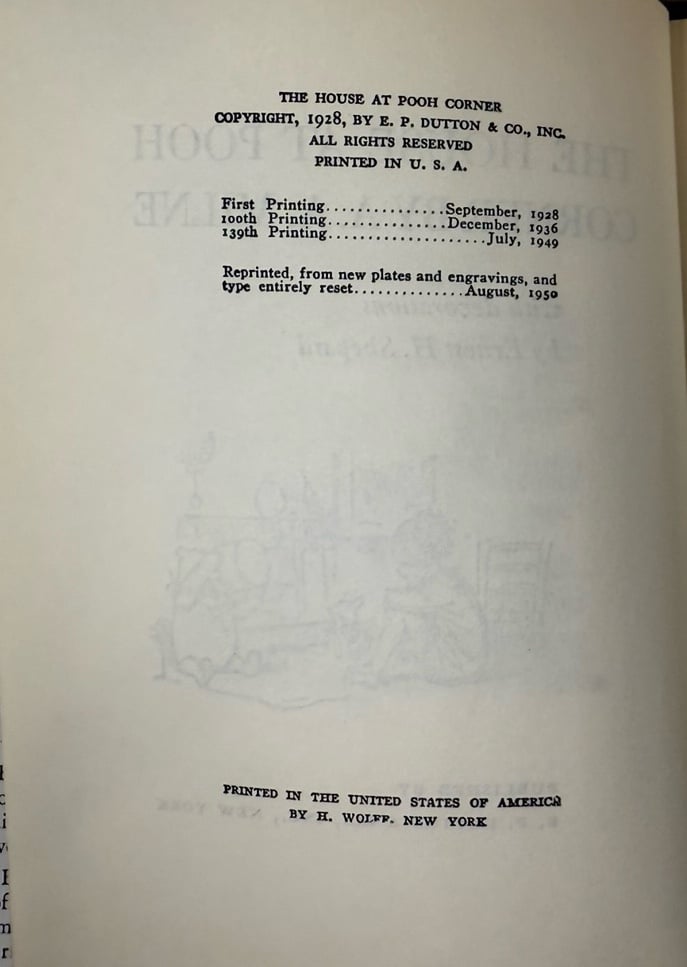 THE HOUSE AT POOH CORNER
COPYRIGHT, 1928, BY E. P. DUTTON & CO., INC.
ALL RIGHTS RESERVED
PRINTED IN U. S. A.
First Printing...............September, 1928
100th Printing...............December, 1936
139th Printing....................July, 1949
Reprinted, from new plates and engravings, and
type entirely reset..............August, 1950
PRINTED IN THE UNITED STATES OF AMERICA
BY H. WOLFF. NEW YORK